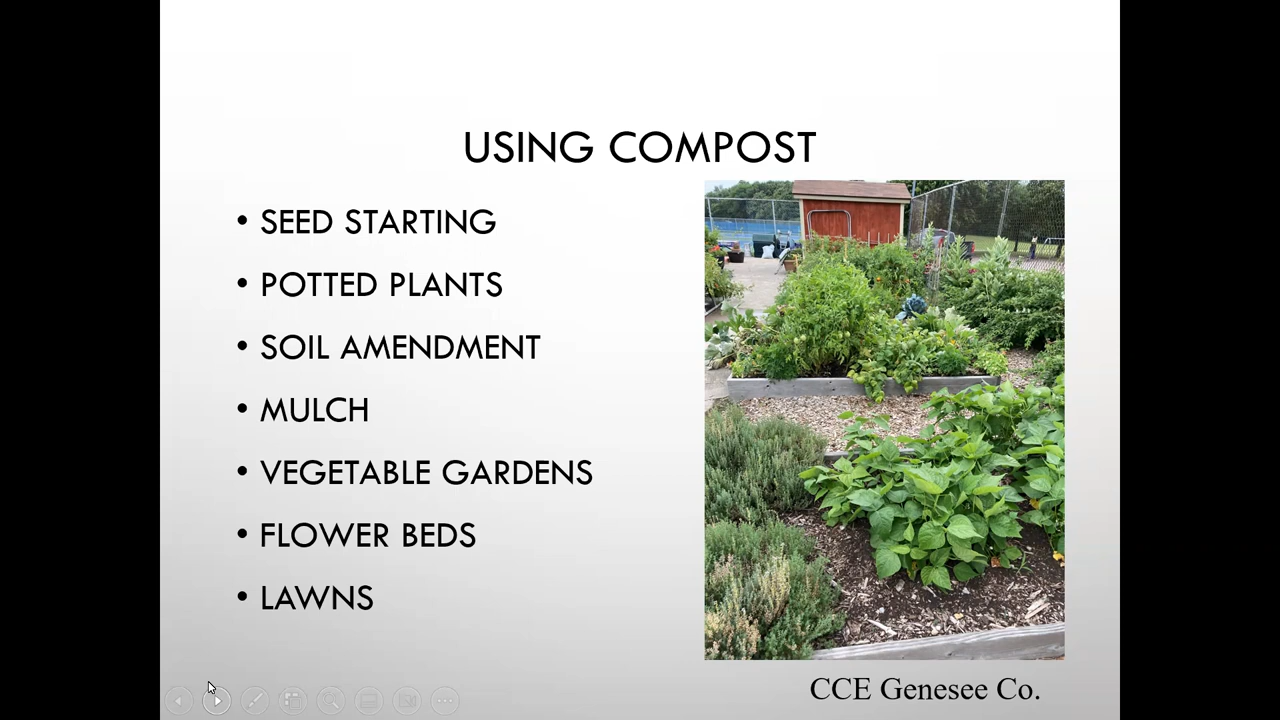 USING COMPOST
• SEED STARTING
• POTTED PLANTS
• SOIL AMENDMENT
• MULCH
• VEGETABLE GARDENS
• FLOWER BEDS
• LAWNS
CCE Genesee Co.